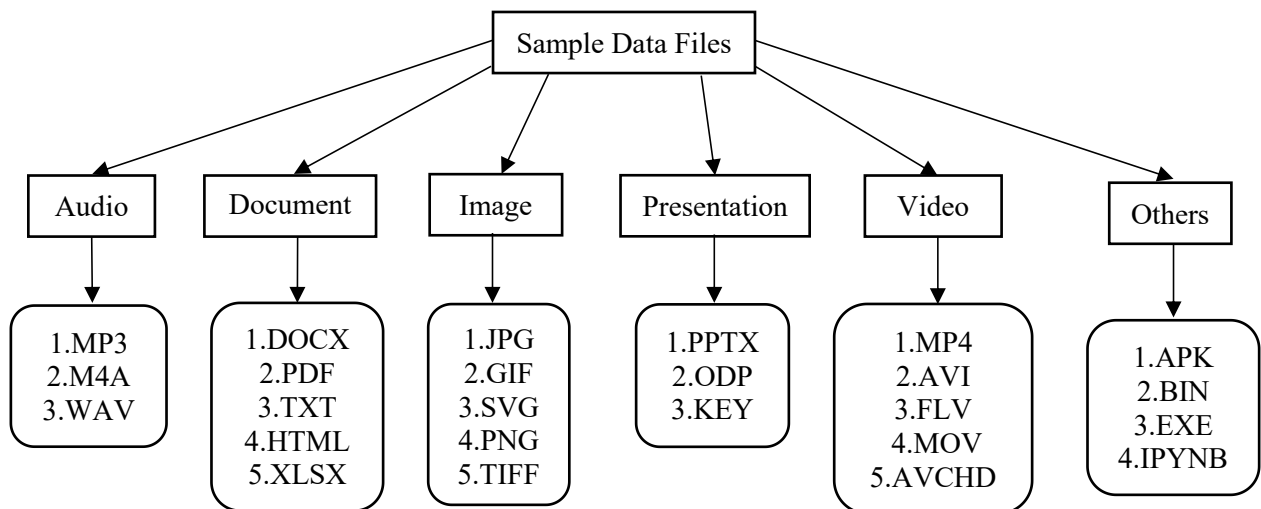 Sample Data Files
Audio
Document
Image
Presentation
Video
Others
1.MP3
2.M4A
3.WAV
1.DOCX
2.PDF
3.TXT
4.HTML
5.XLSX
1.JPG
2.GIF
3.SVG
4.PNG
5.TIFF
1.PPTX
2.ODP
3.KEY
1.MP4
2.AVI
3.FLV
4.MOV
5.AVCHD
1.APK
2.BIN
3.EXE
4.IPYNB